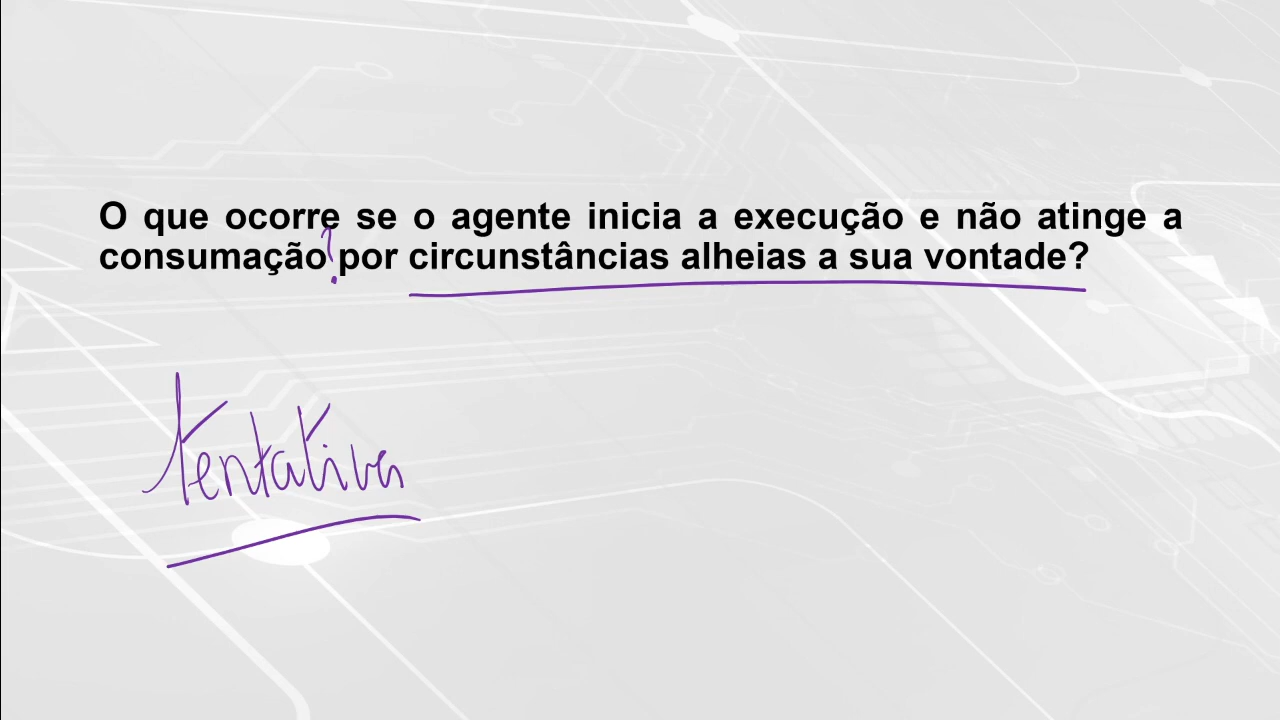 O que ocorre se o agente inicia a execução e não atinge a
consumação ? por circunstâncias alheias a sua vontade?
tentativa